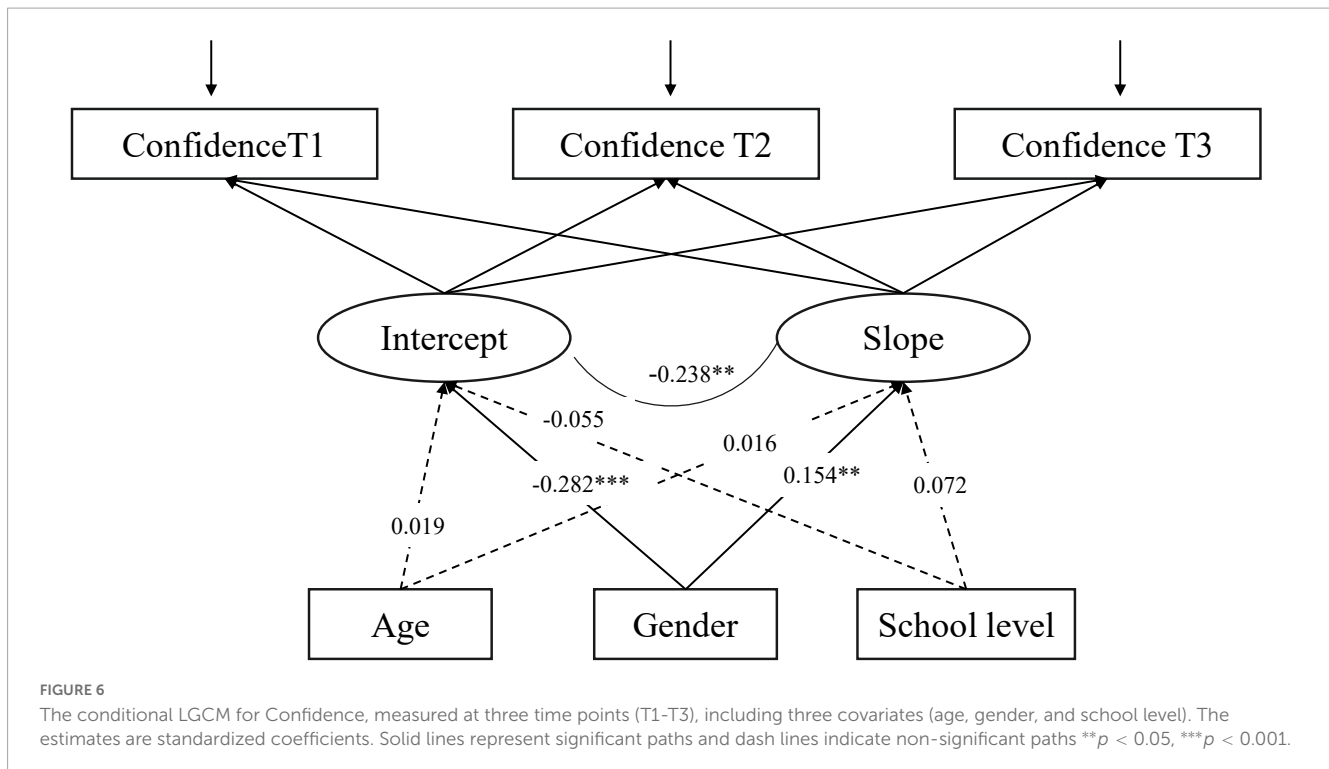 ConfidenceT1
Confidence T2
Confidence T3
Intercept
Slope
-0.238**
-0.055
0.016
-0.282***
0.154**
0.072
0.019
Age
Gender
School level
FIGURE 6
The conditional LGCM for Confidence, measured at three time points (T1-T3), including three covariates (age, gender, and school level). The
estimates are standardized coefficients. Solid lines represent significant paths and dash lines indicate non-significant paths **p < 0.05, ***p < 0.001.